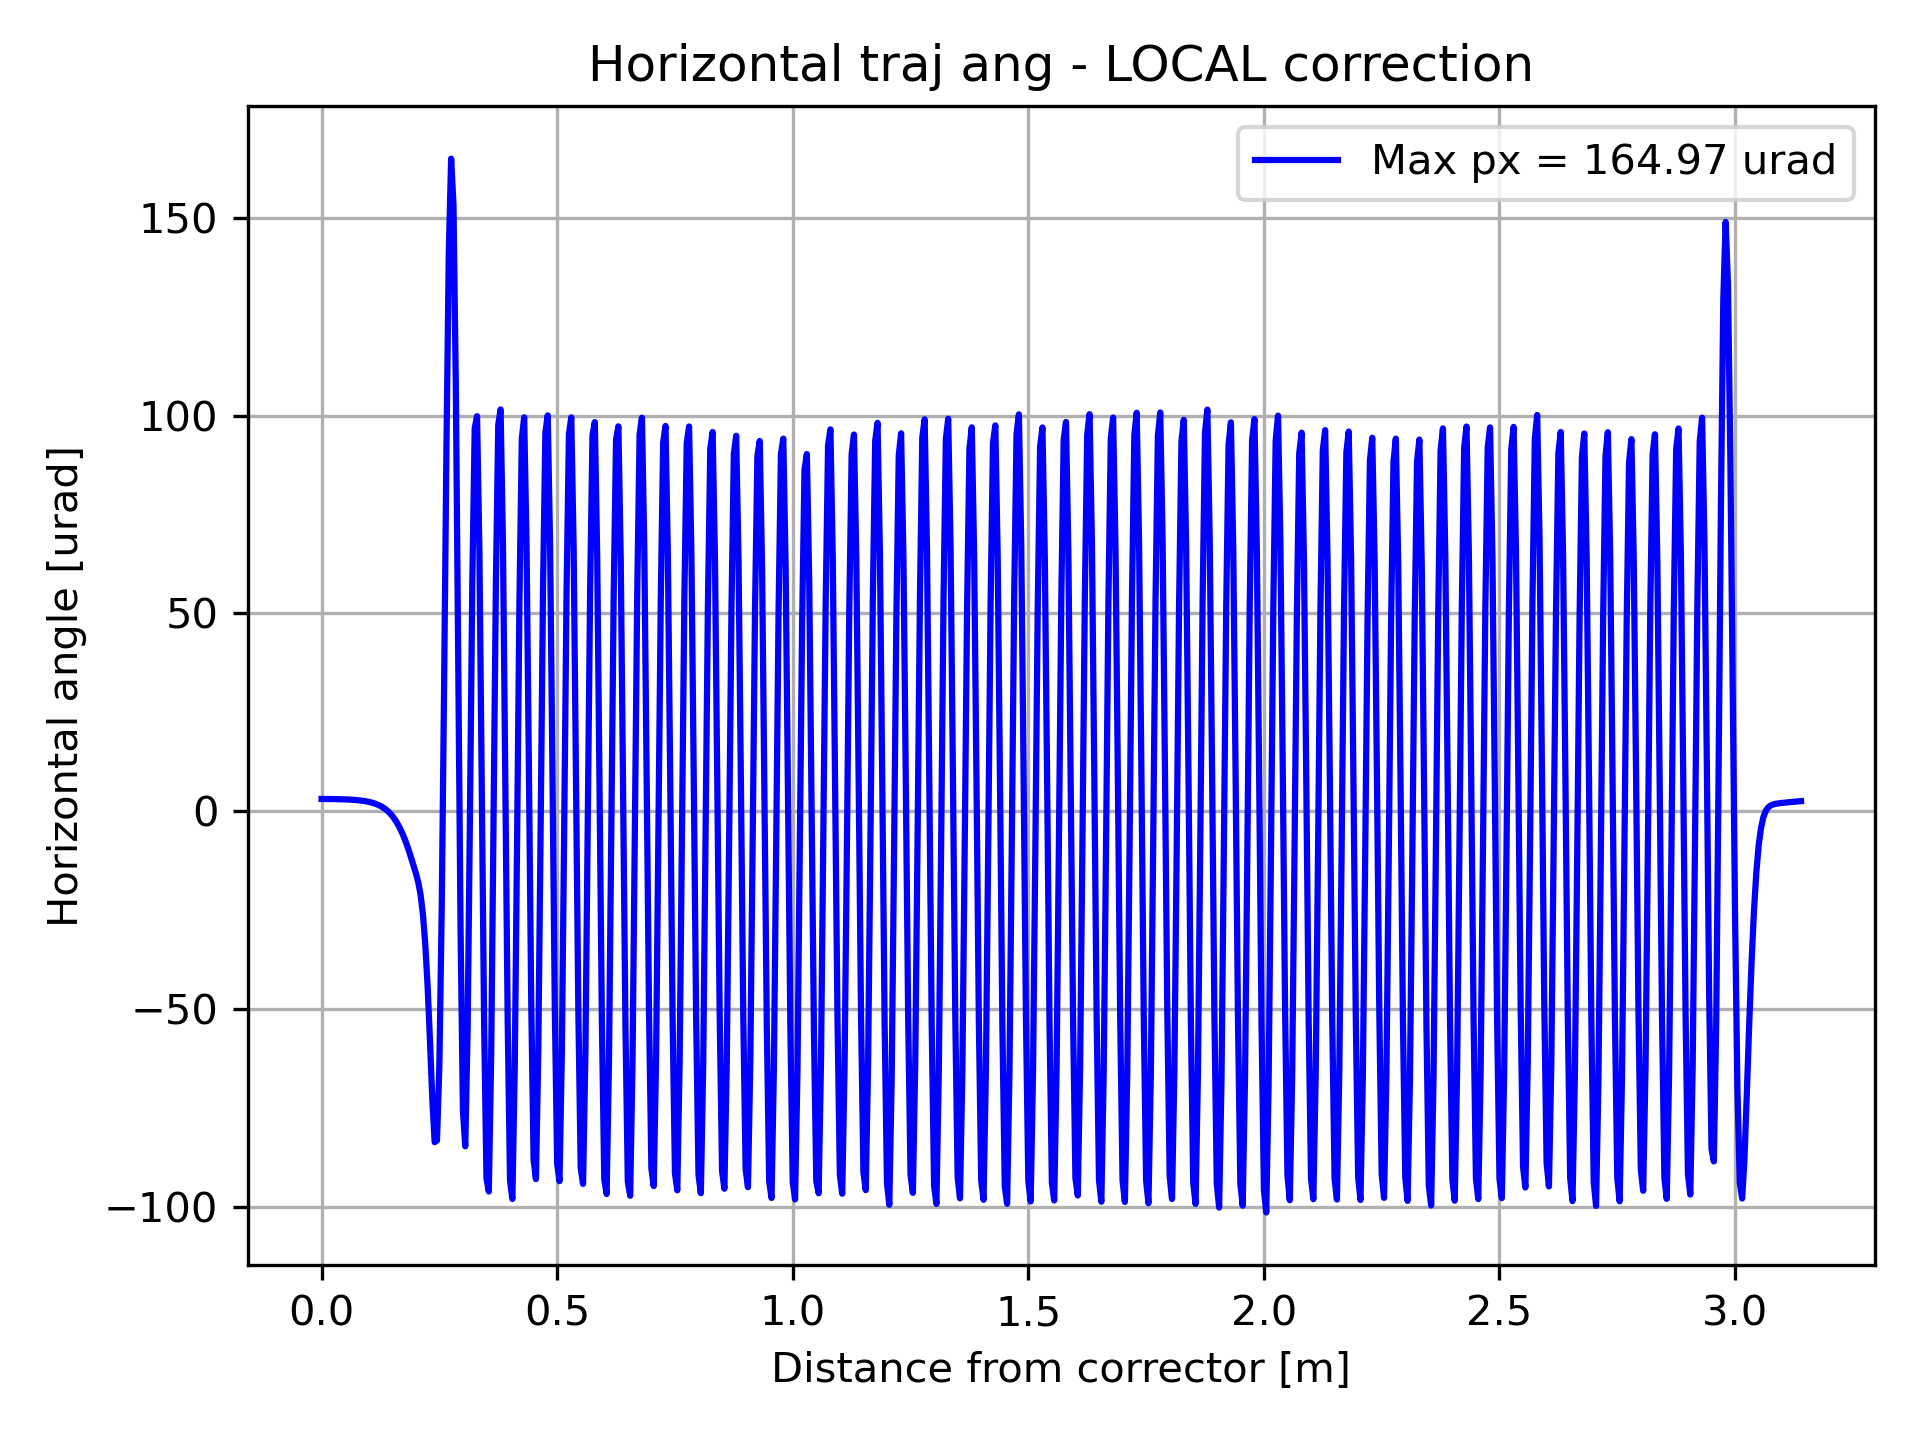 Horizontal traj ang - LOCAL correction
Max px = 164.97 urad
Horizontal angle [urad]
150
100
50
0
−50
−100
0.0 0.5 1.0 1.5 2.0 2.5 3.0
Distance from corrector [m]